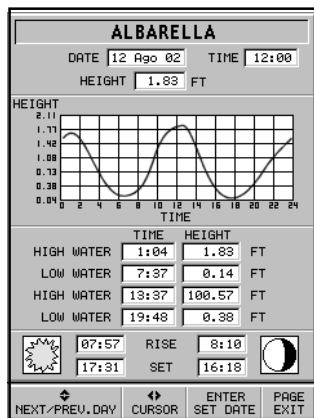 ALBARELLA
DATE 12 Ago 02 TIME 12:00
HEIGHT 1.83 FT
HEIGHT
2.11
1.77
1.42
1.08
0.73
0.38
0.04
0 2 4 6 8 10 12 14 16 18 20 22 24
TIME
TIME HEIGHT
HIGH WATER 1:04 1.83 FT
LOW WATER 7:37 0.14 FT
HIGH WATER 13:37 100.57 FT
LOW WATER 19:48 0.38 FT
07:57 RISE 8:10
17:31 SET 16:18
NEXT/PREV.DAY CURSOR ENTER SET DATE PAGE EXIT